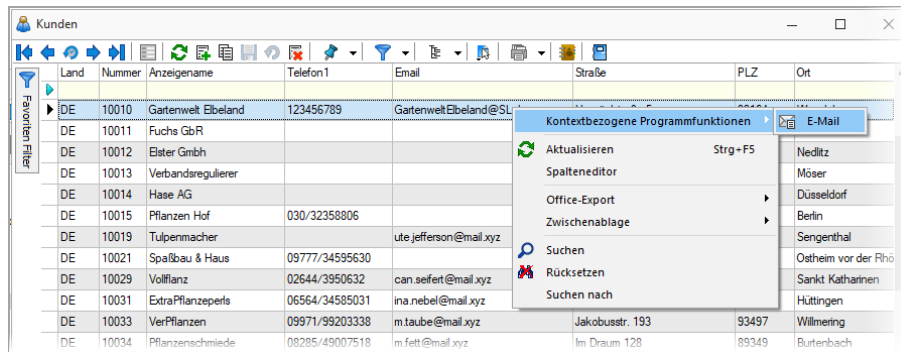 Kunden
Land Nummer Anzeigename Telefon1 Email Straße PLZ Ort
Favoriten Filter
DE 10010 Gartenwelt Elbeland 123456789
DE 10011 Fuchs GbR
DE 10012 Elster Gmbh Nedlitz
DE 10013 Verbandsregulierer Möser
DE 10014 Hase AG Düsseldorf
DE 10015 Pflanzen Hof 030/32358806 Berlin
DE 10019 Tulpenmacher ute.jefferson@mail.xyz Sengenthal
DE 10021 Spaßbau & Haus 09777/34595630 Ostheim vor der Rhö
DE 10029 Vollflanz 02644/3950632 can.seifert@mail.xyz Sankt Katharinen
DE 10031 ExtraPflanzeperls 06564/34585031 ina.nebel@mail.xyz Hüttingen
DE 10033 VerPflanzen 09971/99203338 m.taube@mail.xyz Jakobusstr. 193 93497 Willmering
DE 10034 Pflanzenschmiede 08285/49007518 m.fett@mail.xyz Im Draum 128 89349 Burtenbach
Kontextbezogene Programmfunktionen
E-Mail
Aktualisieren Strg+F5
Spalteneditor
Office-Export
Zwischenablage
Suchen
Rücksetzen
Suchen nach